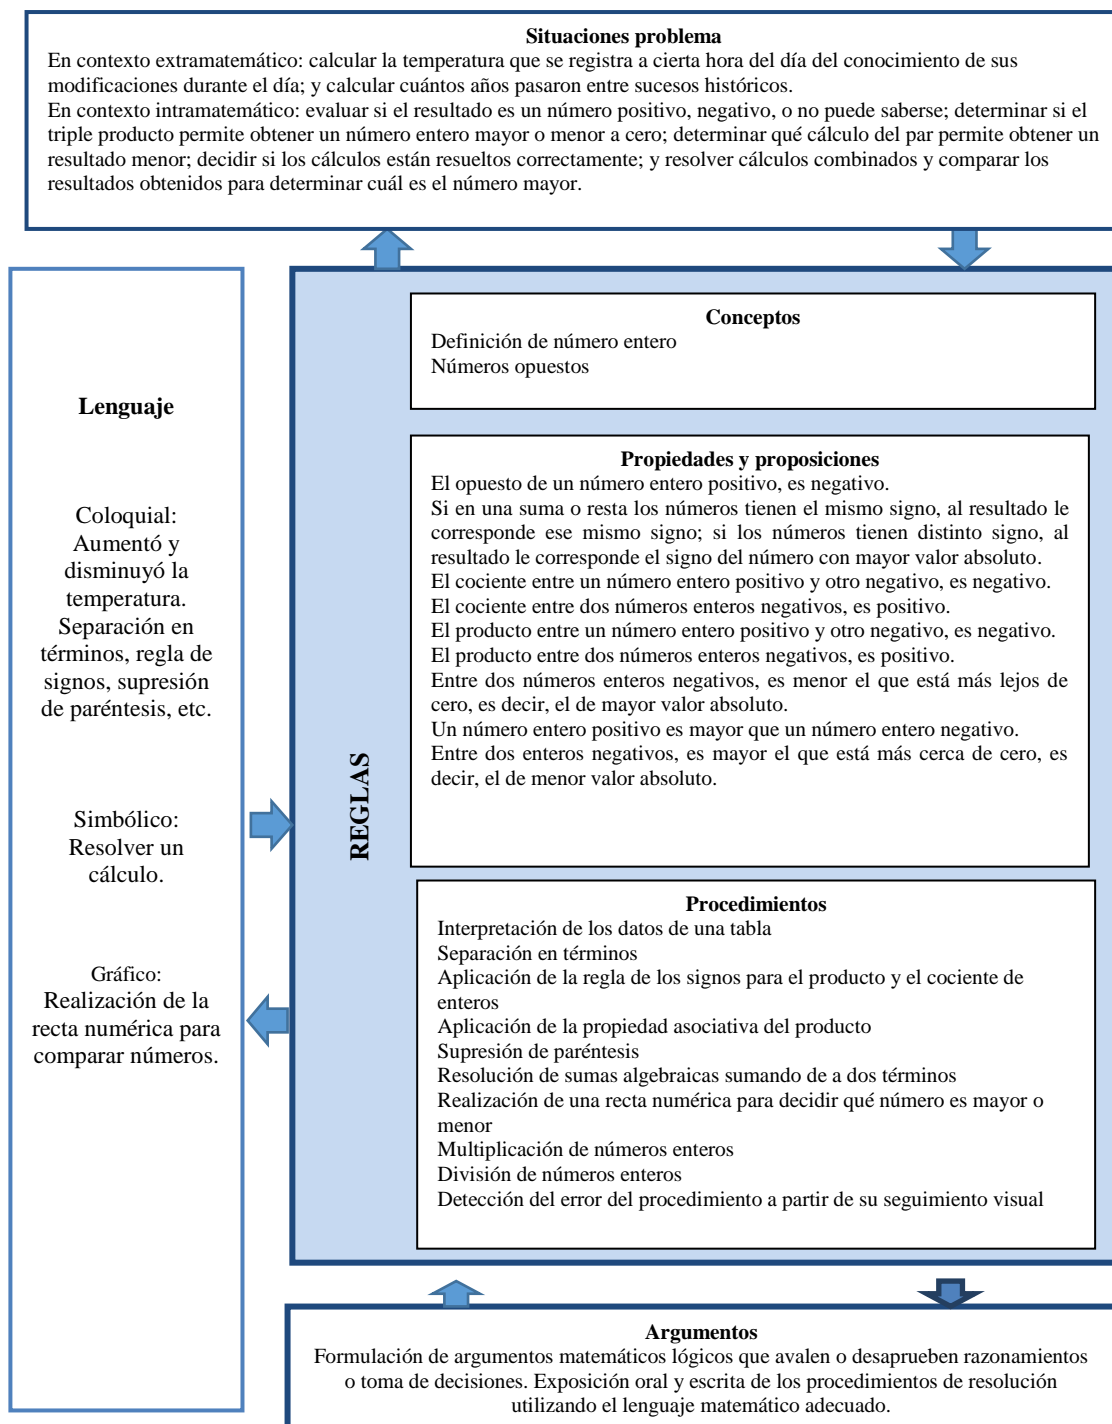 Situaciones problema
En contexto extramatemático: calcular la temperatura que se registra a cierta hora del día del conocimiento de sus
modificaciones durante el día; y calcular cuántos años pasaron entre sucesos históricos.
En contexto intramatemático: evaluar si el resultado es un número positivo, negativo, o no puede saberse; determinar si el
triple producto permite obtener un número entero mayor o menor a cero; determinar qué cálculo del par permite obtener un
resultado menor; decidir si los cálculos están resueltos correctamente; y resolver cálculos combinados y comparar los
resultados obtenidos para determinar cuál es el número mayor.
Lenguaje
Coloquial:
Aumentó y
disminuyó la
temperatura.
Separación en
términos, regla de
signos, supresión
de paréntesis, etc.
Simbólico:
Resolver un
cálculo.
Gráfico:
Realización de la
recta numérica para
comparar números.
REGLAS
Conceptos
Definición de número entero
Números opuestos
Propiedades y proposiciones
El opuesto de un número entero positivo, es negativo.
Si en una suma o resta los números tienen el mismo signo, al resultado le
corresponde ese mismo signo; si los números tienen distinto signo, al
resultado le corresponde el signo del número con mayor valor absoluto.
El cociente entre un número entero positivo y otro negativo, es negativo.
El cociente entre dos números enteros negativos, es positivo.
El producto entre un número entero positivo y otro negativo, es negativo.
El producto entre dos números enteros negativos, es positivo.
Entre dos números enteros negativos, es menor el que está más lejos de
cero, es decir, el de mayor valor absoluto.
Un número entero positivo es mayor que un número entero negativo.
Entre dos enteros negativos, es mayor el que está más cerca de cero, es
decir, el de menor valor absoluto.
Procedimientos
Interpretación de los datos de una tabla
Separación en términos
Aplicación de la regla de los signos para el producto y el cociente de
enteros
Aplicación de la propiedad asociativa del producto
Supresión de paréntesis
Resolución de sumas algebraicas sumando de a dos términos
Realización de una recta numérica para decidir qué número es mayor o
menor
Multiplicación de números enteros
División de números enteros
Detección del error del procedimiento a partir de su seguimiento visual
Argumentos
Formulación de argumentos matemáticos lógicos que avalen o desaprueben razonamientos
o toma de decisiones. Exposición oral y escrita de los procedimientos de resolución
utilizando el lenguaje matemático adecuado.